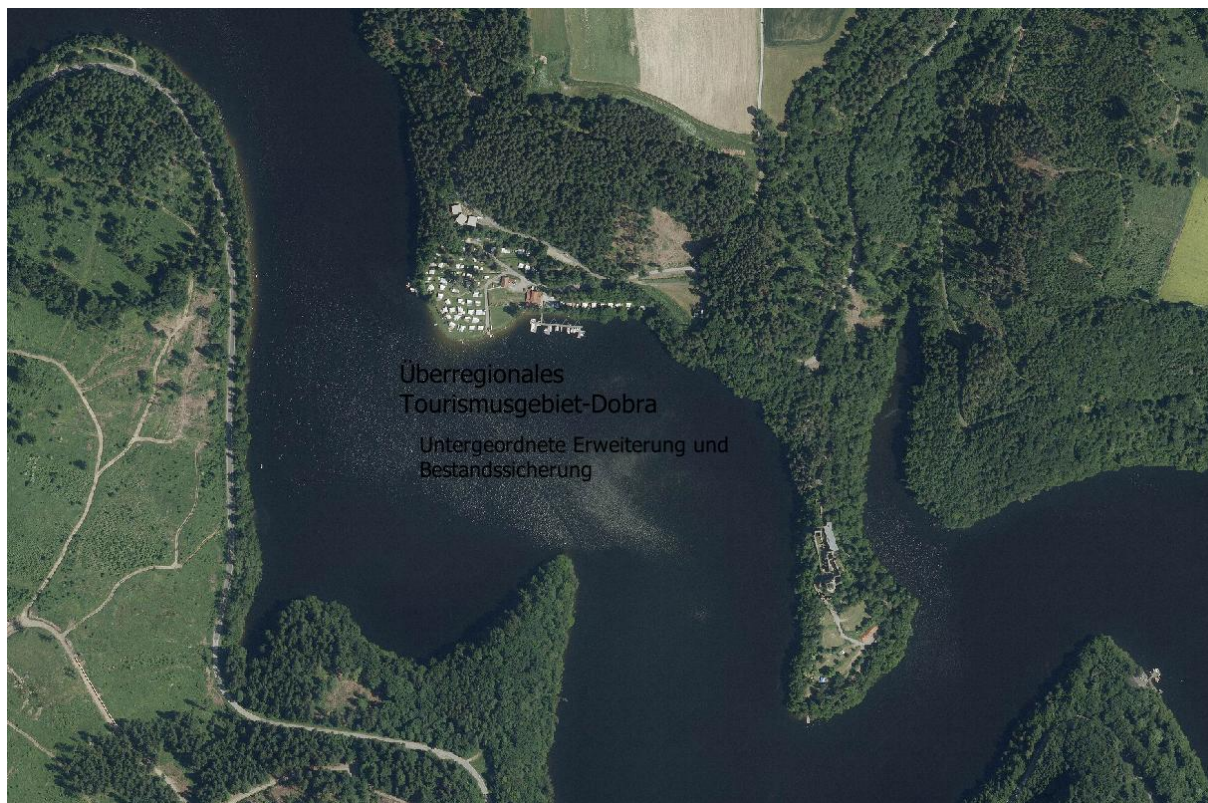 Überregionales
Tourismusgebiet-Dobra
Untergeordnete Erweiterung und
Bestandssicherung